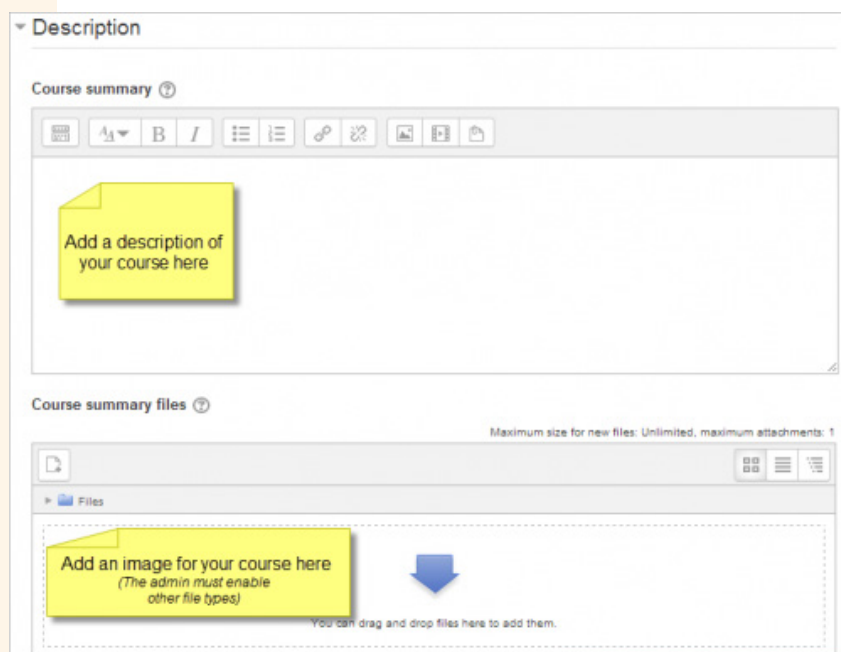 Description
Course summary
B I
Add a description of
your course here
Course summary files
Maximum size for new files: Unlimited, maximum attachments: 1
Files
Add an image for your course here
(The admin must enable
other file types)
You can drag and drop files here to add them.